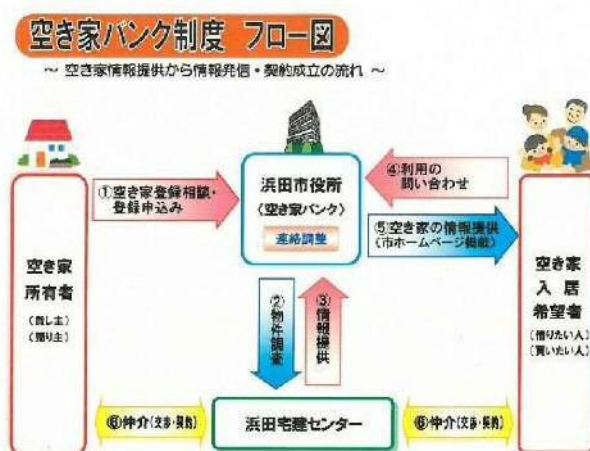 空き家バンク制度 フロー図
～ 空き家情報提供から情報発信・契約成立の流れ ～
①空き家登録相談・
登録申込み
浜田市役所
〈空き家バンク〉
連絡調整
④利用の
問い合わせ
⑤空き家の情報提供
（市ホームページ掲載）
空き家
所有者
（貸し主）
（売り主）
空き家
入居
希望者
（借りたい人）
（買いたい人）
②物件調査
③情報提供
⑥仲介（交渉・契約）
浜田宅建センター
⑥仲介（交渉・契約）